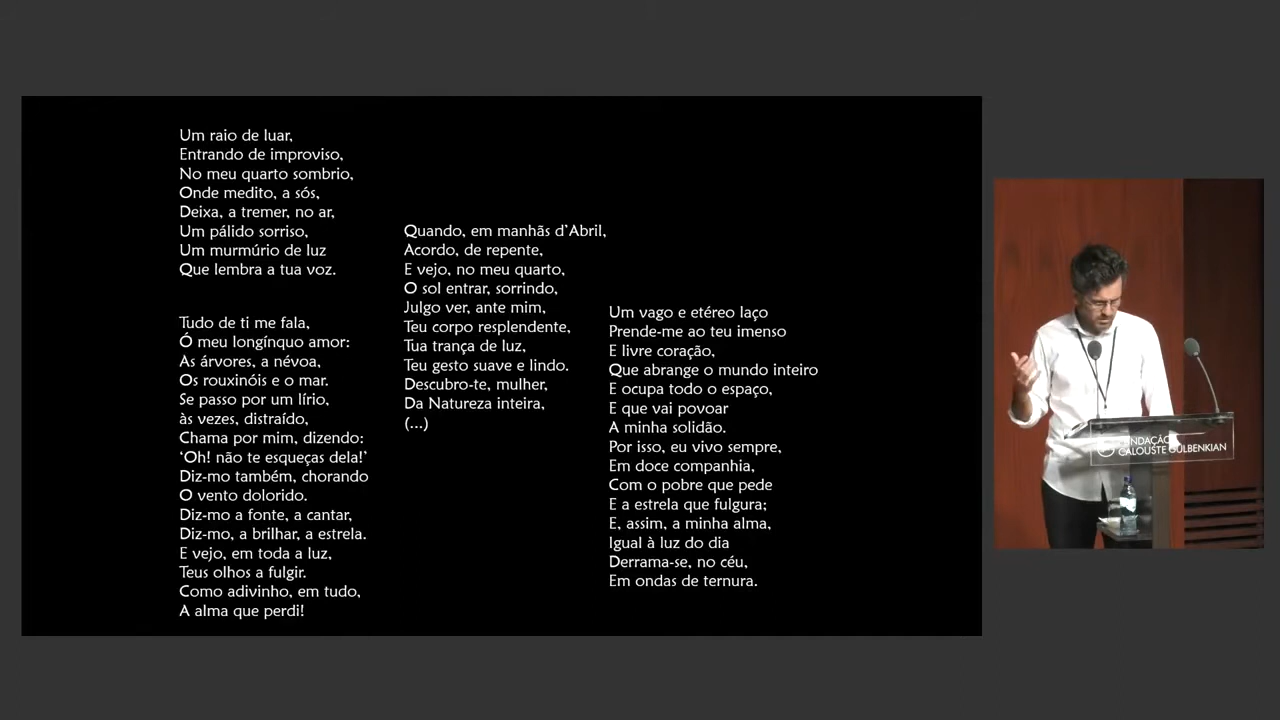 Um raio de luar,
Entrando de improviso,
No meu quarto sombrio,
Onde medito, a sós,
Deixa, a tremer, no ar,
Um pálido sorriso,
Um murmúrio de luz
Que lembra a tua voz.
Tudo de ti me fala,
Ó meu longínquo amor:
As árvores, a névoa,
Os rouxinóis e o mar.
Se passo por um lírio,
às vezes, distraído,
Chama por mim, dizendo:
‘Oh! não te esqueças dela!’
Diz-mo também, chorando
O vento dolorido.
Diz-mo a fonte, a cantar,
Diz-mo, a brilhar, a estrela.
E vejo, em toda a luz,
Teus olhos a fulgir.
Como adivinho, em tudo,
A alma que perdi!
Quando, em manhãs d’Abril,
Acordo, de repente,
E vejo, no meu quarto,
O sol entrar, sorrindo,
Julgo ver, ante mim,
Teu corpo resplendente,
Tua trança de luz,
Teu gesto suave e lindo.
Descubro-te, mulher,
Da Natureza inteira,
(...)
Um vago e etéreo laço
Prende-me ao teu imenso
E livre coração,
Que abrange o mundo inteiro
E ocupa todo o espaço,
E que vai povoar
A minha solidão.
Por isso, eu vivo sempre,
Em doce companhia,
Com o pobre que pede
E a estrela que fulgura;
E, assim, a minha alma,
Igual à luz do dia
Derrama-se, no céu,
Em ondas de ternura.
FUNDAÇÃO
CALOUSTE GULBENKIAN